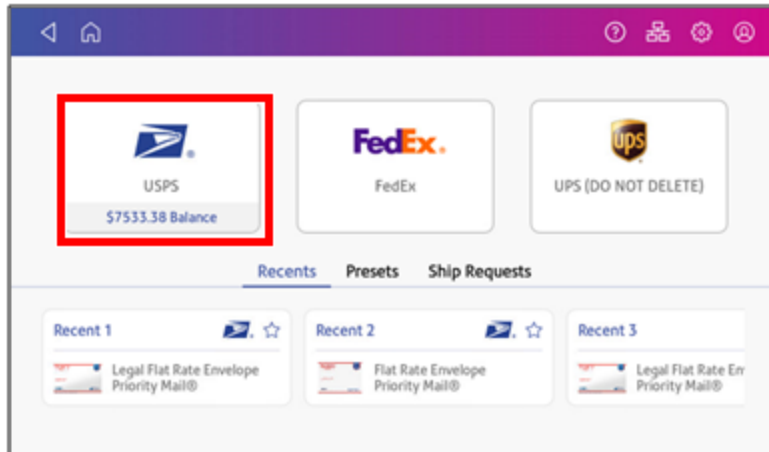 FedEx.
ups
USPS
FedEx
UPS (DO NOT DELETE)
$7533.38 Balance
Recents Presets Ship Requests
Recent 1
Recent 2
Recent 3
Legal Flat Rate Envelope
Priority Mail®
Flat Rate Envelope
Priority Mail®
Legal Flat Rate En
Priority Mail®